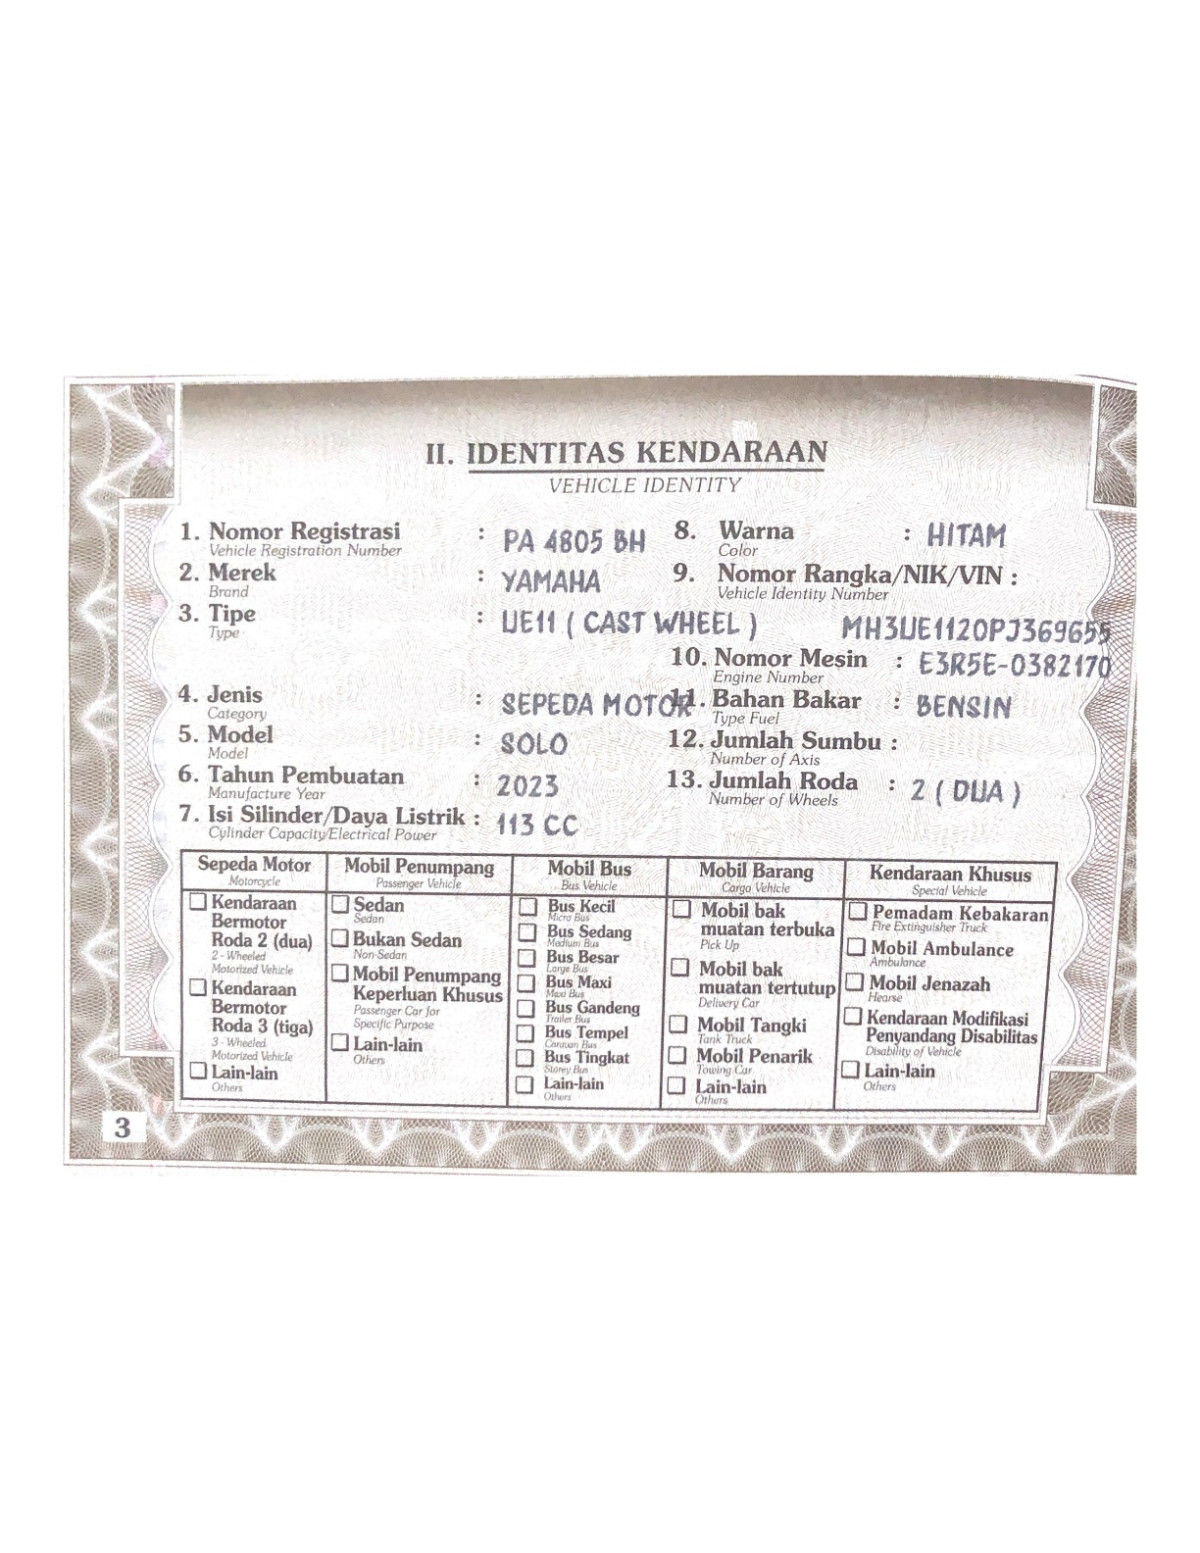 II. IDENTITAS KENDARAAN
VEHICLE IDENTITY
1. Nomor Registrasi : PA 4805 BH
Vehicle Registration Number
2. Merek : YAMAHA
Brand
3. Tipe : UE11 ( CAST WHEEL )
Type
4. Jenis : SEPEDA MOTOR
Category
5. Model : SOLO
Model
6. Tahun Pembuatan : 2023
Manufacture Year
7. Isi Silinder/Daya Listrik : 113 CC
Cylinder Capacity/Electrical Power
8. Warna : HITAM
Color
9. Nomor Rangka/NIK/VIN :
Vehicle Identity Number
MH3UE1120PJ369655
10. Nomor Mesin : E3R5E-0382170
Engine Number
11. Bahan Bakar : BENSIN
Type Fuel
12. Jumlah Sumbu :
Number of Axis
13. Jumlah Roda : 2 ( DUA )
Number of Wheels
Sepeda Motor
Motorcycle
Kendaraan
Bermotor
Roda 2 (dua)
2 - Wheeled
Motorized Vehicle
Kendaraan
Bermotor
Roda 3 (tiga)
3 - Wheeled
Motorized Vehicle
Lain-lain
Others
Mobil Penumpang
Passenger Vehicle
Sedan
Sedan
Bukan Sedan
Non-Sedan
Mobil Penumpang
Keperluan Khusus
Passenger Car for
Specific Purpose
Lain-lain
Others
Mobil Bus
Bus Vehicle
Bus Kecil
Micro Bus
Bus Sedang
Medium Bus
Bus Besar
Large Bus
Bus Maxi
Maxi Bus
Bus Gandeng
Trailer Bus
Bus Tempel
Caravan Bus
Bus Tingkat
Storey Bus
Lain-lain
Others
Mobil Barang
Cargo Vehicle
Mobil bak
muatan terbuka
Pick Up
Mobil bak
muatan tertutup
Delivery Car
Mobil Tangki
Tank Truck
Mobil Penarik
Towing Car
Lain-lain
Others
Kendaraan Khusus
Special Vehicle
Pemadam Kebakaran
Fire Extinguisher Truck
Mobil Ambulance
Ambulance
Mobil Jenazah
Hearse
Kendaraan Modifikasi
Penyandang Disabilitas
Disability of Vehicle
Lain-lain
Others
3